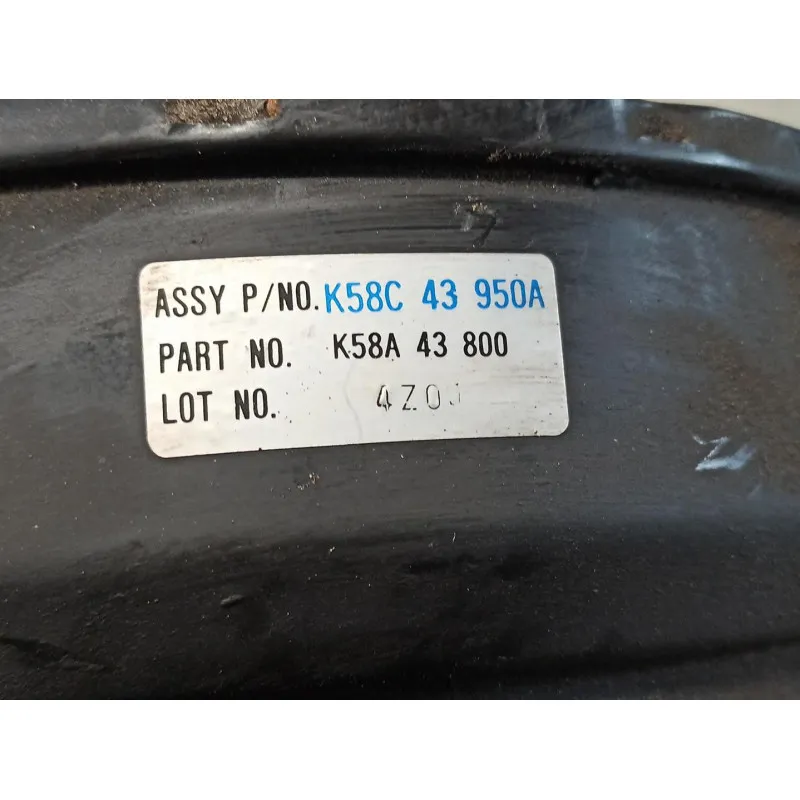 ASSY P/NO. K58C 43 950A
PART NO. K58A 43 800
LOT NO.